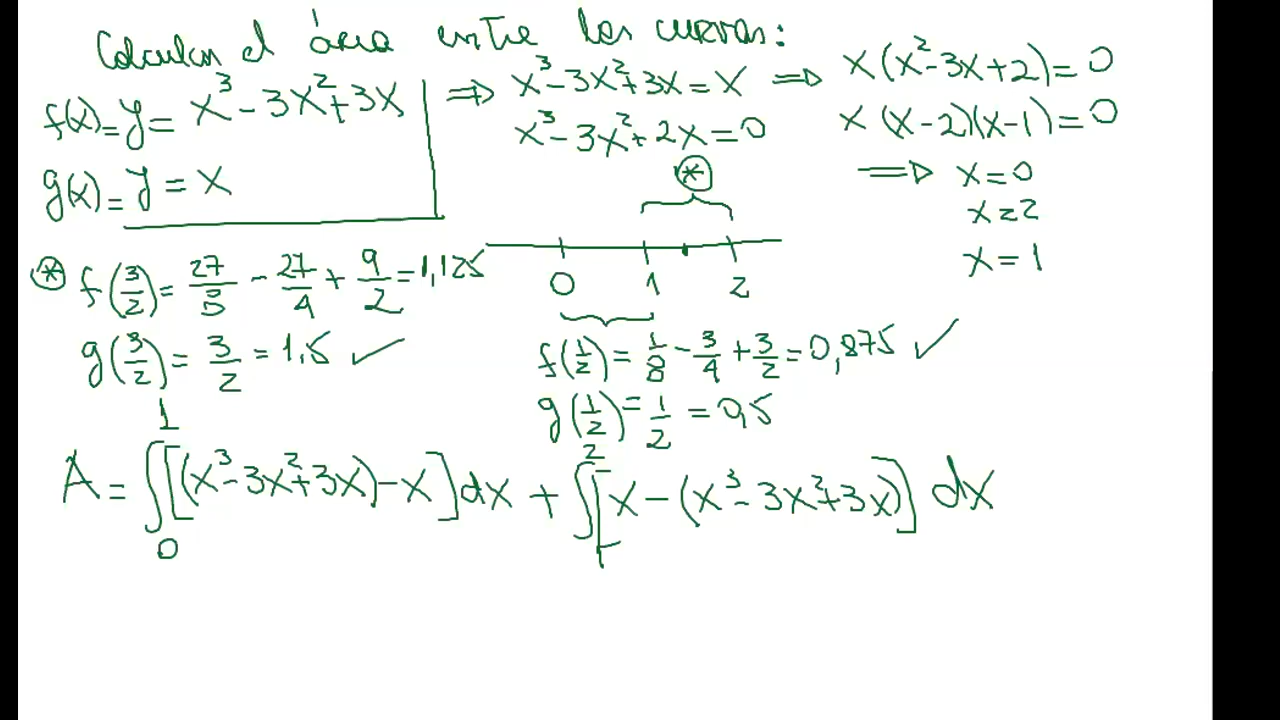 Calcular el área entre las curvas:
f(x)=y= x³-3x²+3x
g(x)=y=x
⇒ x³-3x²+3x=x
x³-3x²+2x=0
⇒ x(x²-3x+2)=0
x(x-2)(x-1)=0
⇒ x=0
x=2
x=1
*
0 1 2
* f(3/2)= 27/8 - 27/4 + 9/2 =1,125
g(3/2)= 3/2 =1,5 ✓
f(1/2)= 1/8 - 3/4 + 3/2 =0,875 ✓
g(1/2)= 1/2 =0,5
A= ∫₀¹[(x³-3x²+3x)-x]dx + ∫₁²[x-(x³-3x²+3x)]dx